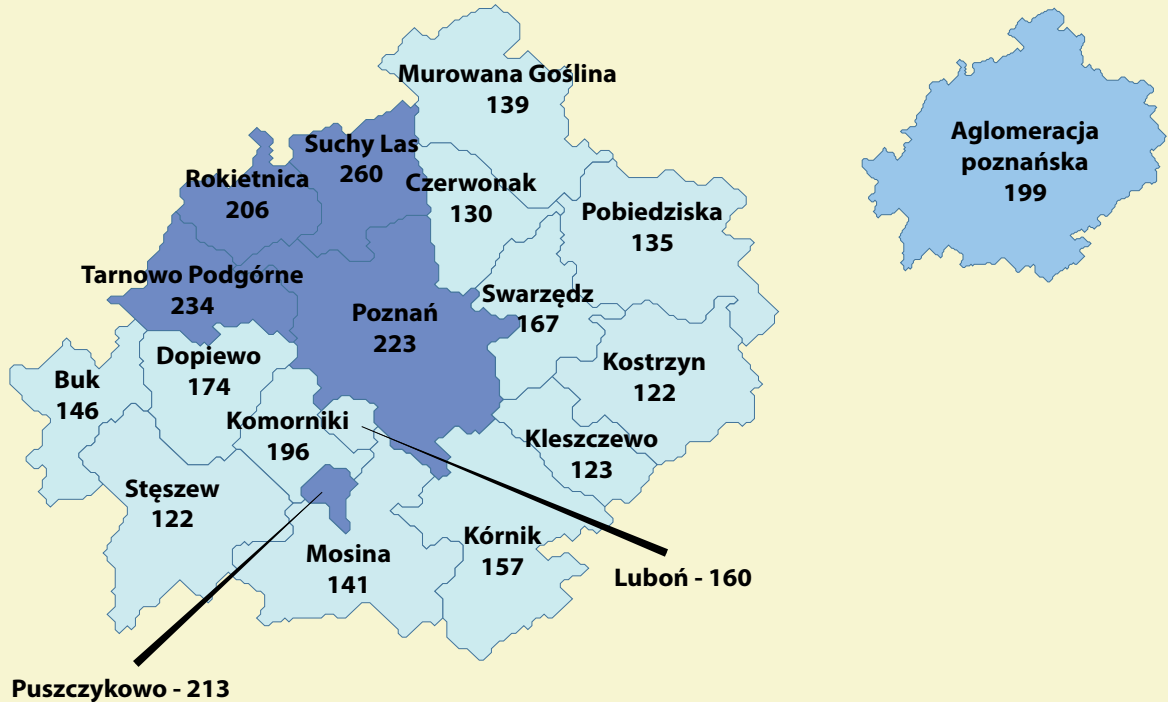 Murowana Goślina
139
Suchy Las
260
Rokietnica
206
Czerwonak
130
Pobiedziska
135
Tarnowo Podgórne
234
Poznań
223
Swarzędz
167
Dopiewo
174
Buk
146
Kostrzyn
122
Komorniki
196
Kleszczewo
123
Stęszew
122
Mosina
141
Kórnik
157
Luboń - 160
Puszczykowo - 213
Aglomeracja
poznańska
199